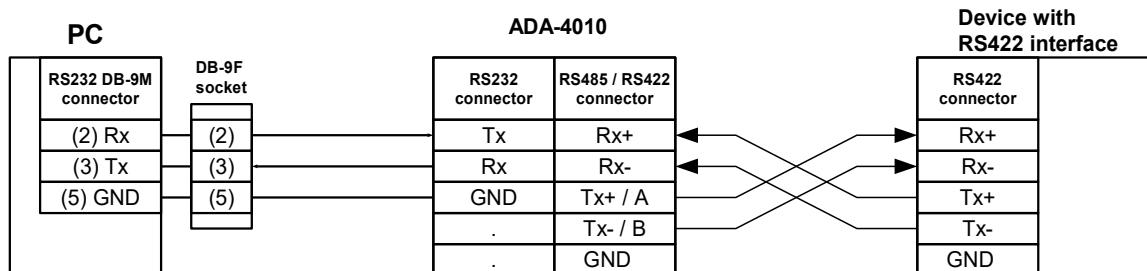 PC
ADA-4010
Device with
RS422 interface
RS232 DB-9M
connector
DB-9F
socket
RS232
connector
RS485 / RS422
connector
RS422
connector
(2) Rx
(2)
Tx
Rx+
Rx+
(3) Tx
(3)
Rx
Rx-
Rx-
(5) GND
(5)
GND
Tx+ / A
Tx+
.
Tx- / B
Tx-
.
GND
GND